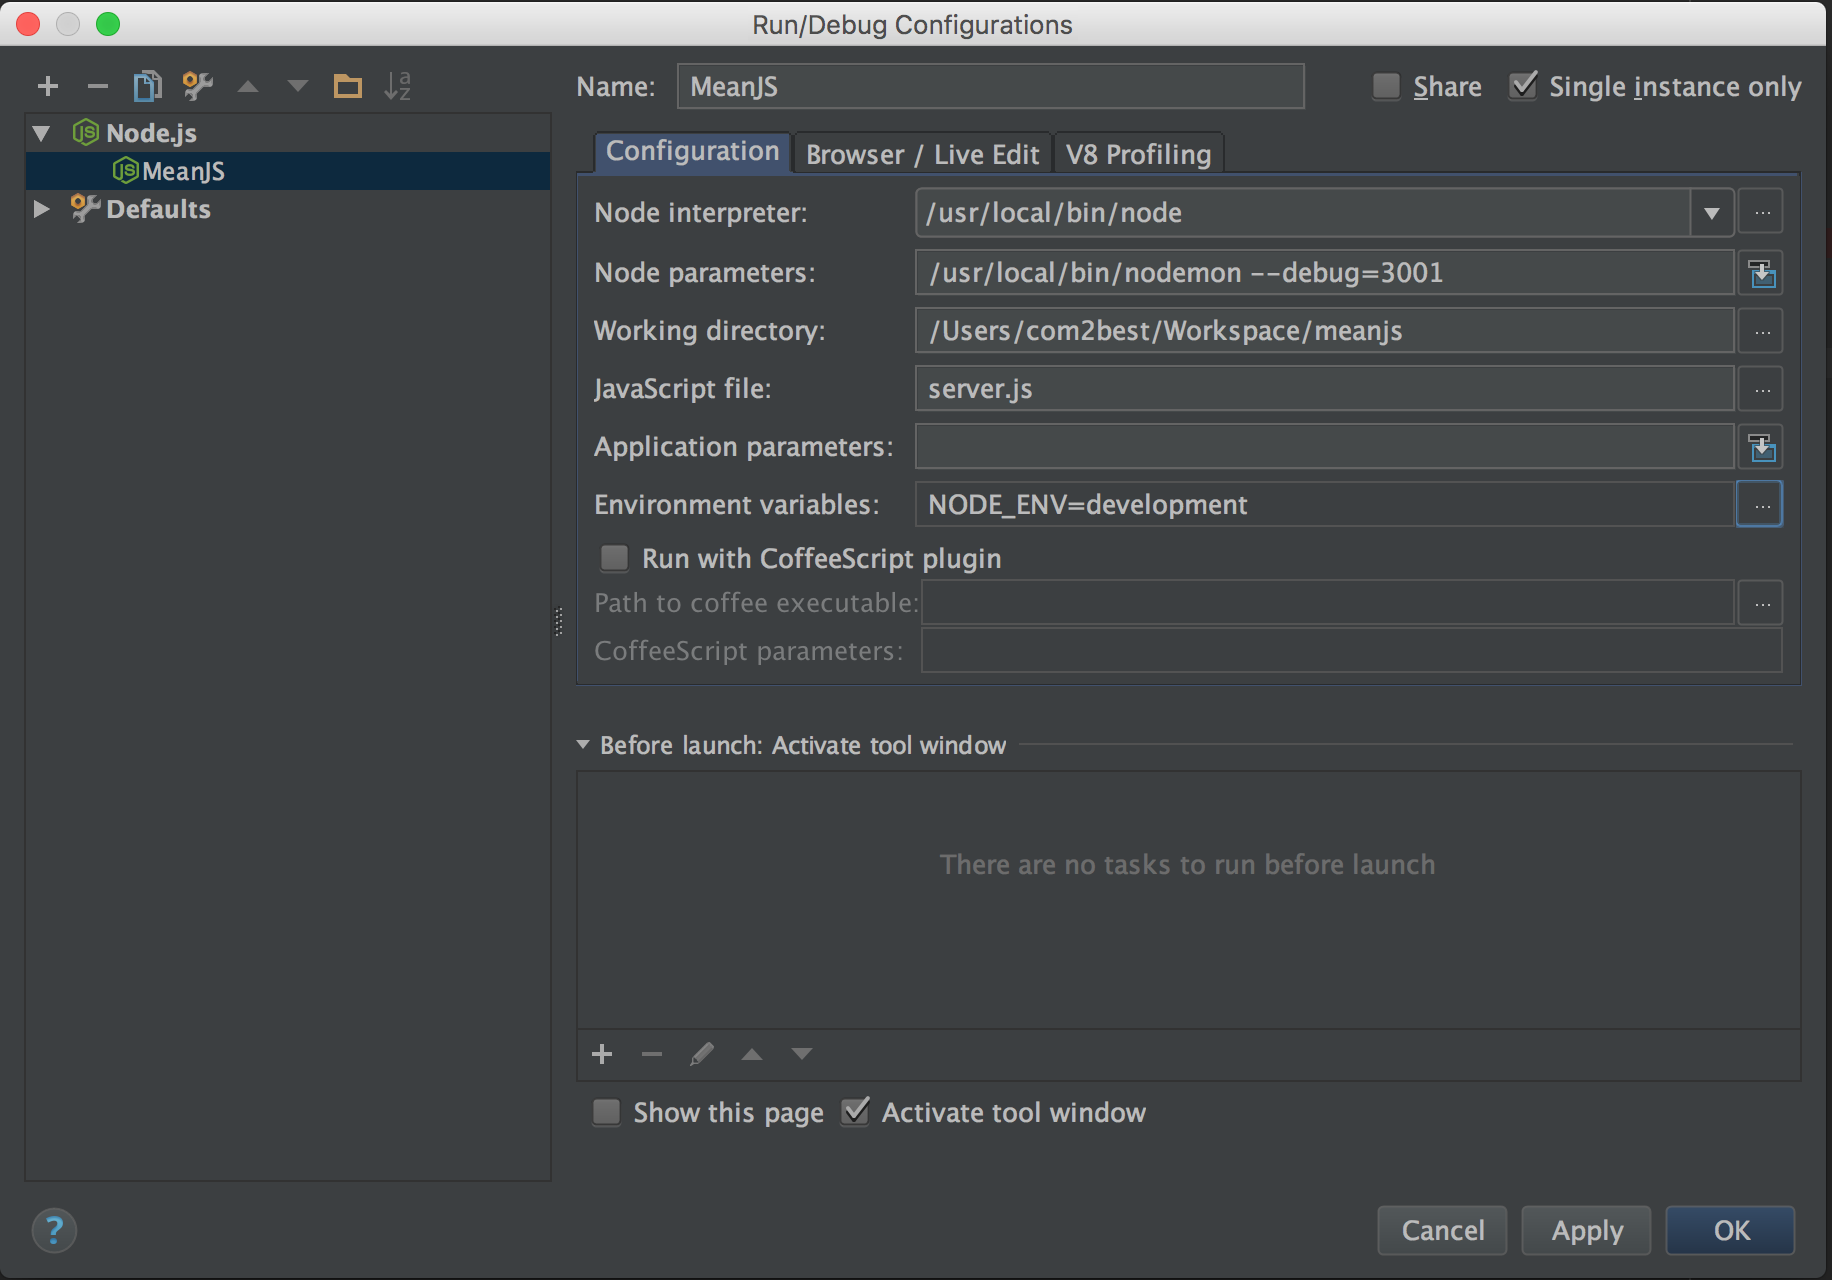 Run/Debug Configurations
Name: MeanJS Share Single instance only
Node.js
MeanJS
Defaults
Configuration Browser / Live Edit V8 Profiling
Node interpreter: /usr/local/bin/node ...
Node parameters: /usr/local/bin/nodemon --debug=3001
Working directory: /Users/com2best/Workspace/meanjs ...
JavaScript file: server.js ...
Application parameters:
Environment variables: NODE_ENV=development ...
Run with CoffeeScript plugin
Path to coffee executable: ...
CoffeeScript parameters:
Before launch: Activate tool window
There are no tasks to run before launch
Show this page Activate tool window
? Cancel Apply OK